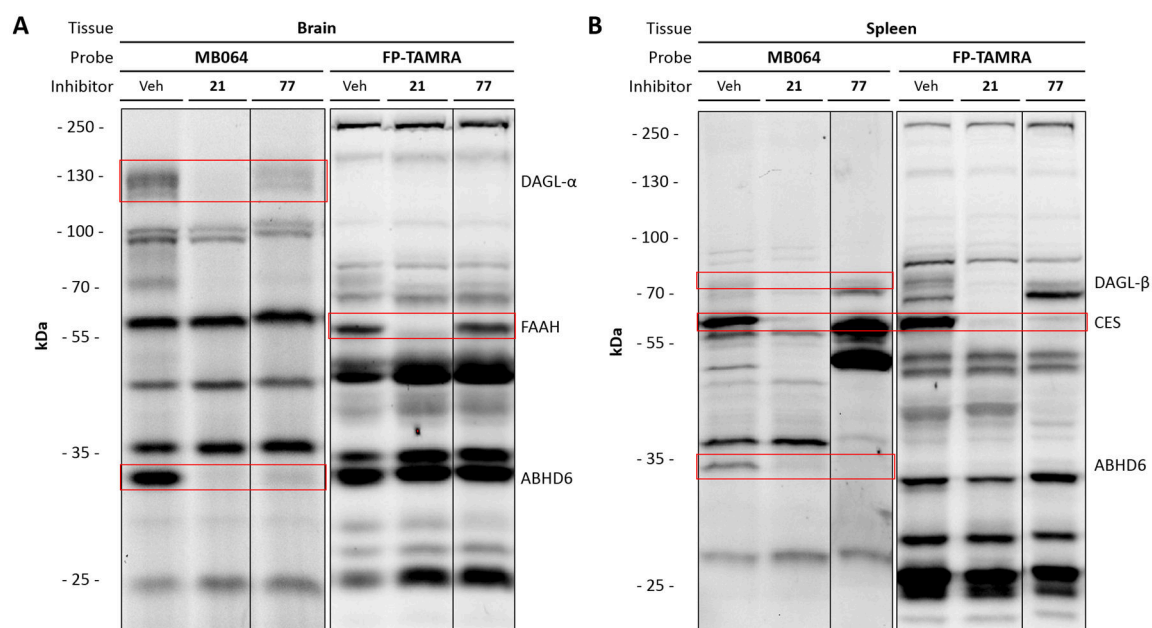 A
Tissue Brain
Probe MB064 FP-TAMRA
Inhibitor Veh 21 77 Veh 21 77
kDa
- 250 -
- 130 -
- 100 -
- 70 -
- 55 -
- 35 -
- 25 -
DAGL-α
FAAH
ABHD6
B
Tissue Spleen
Probe MB064 FP-TAMRA
Inhibitor Veh 21 77 Veh 21 77
kDa
- 250 -
- 130 -
- 100 -
- 70 -
- 55 -
- 35 -
- 25 -
DAGL-β
CES
ABHD6